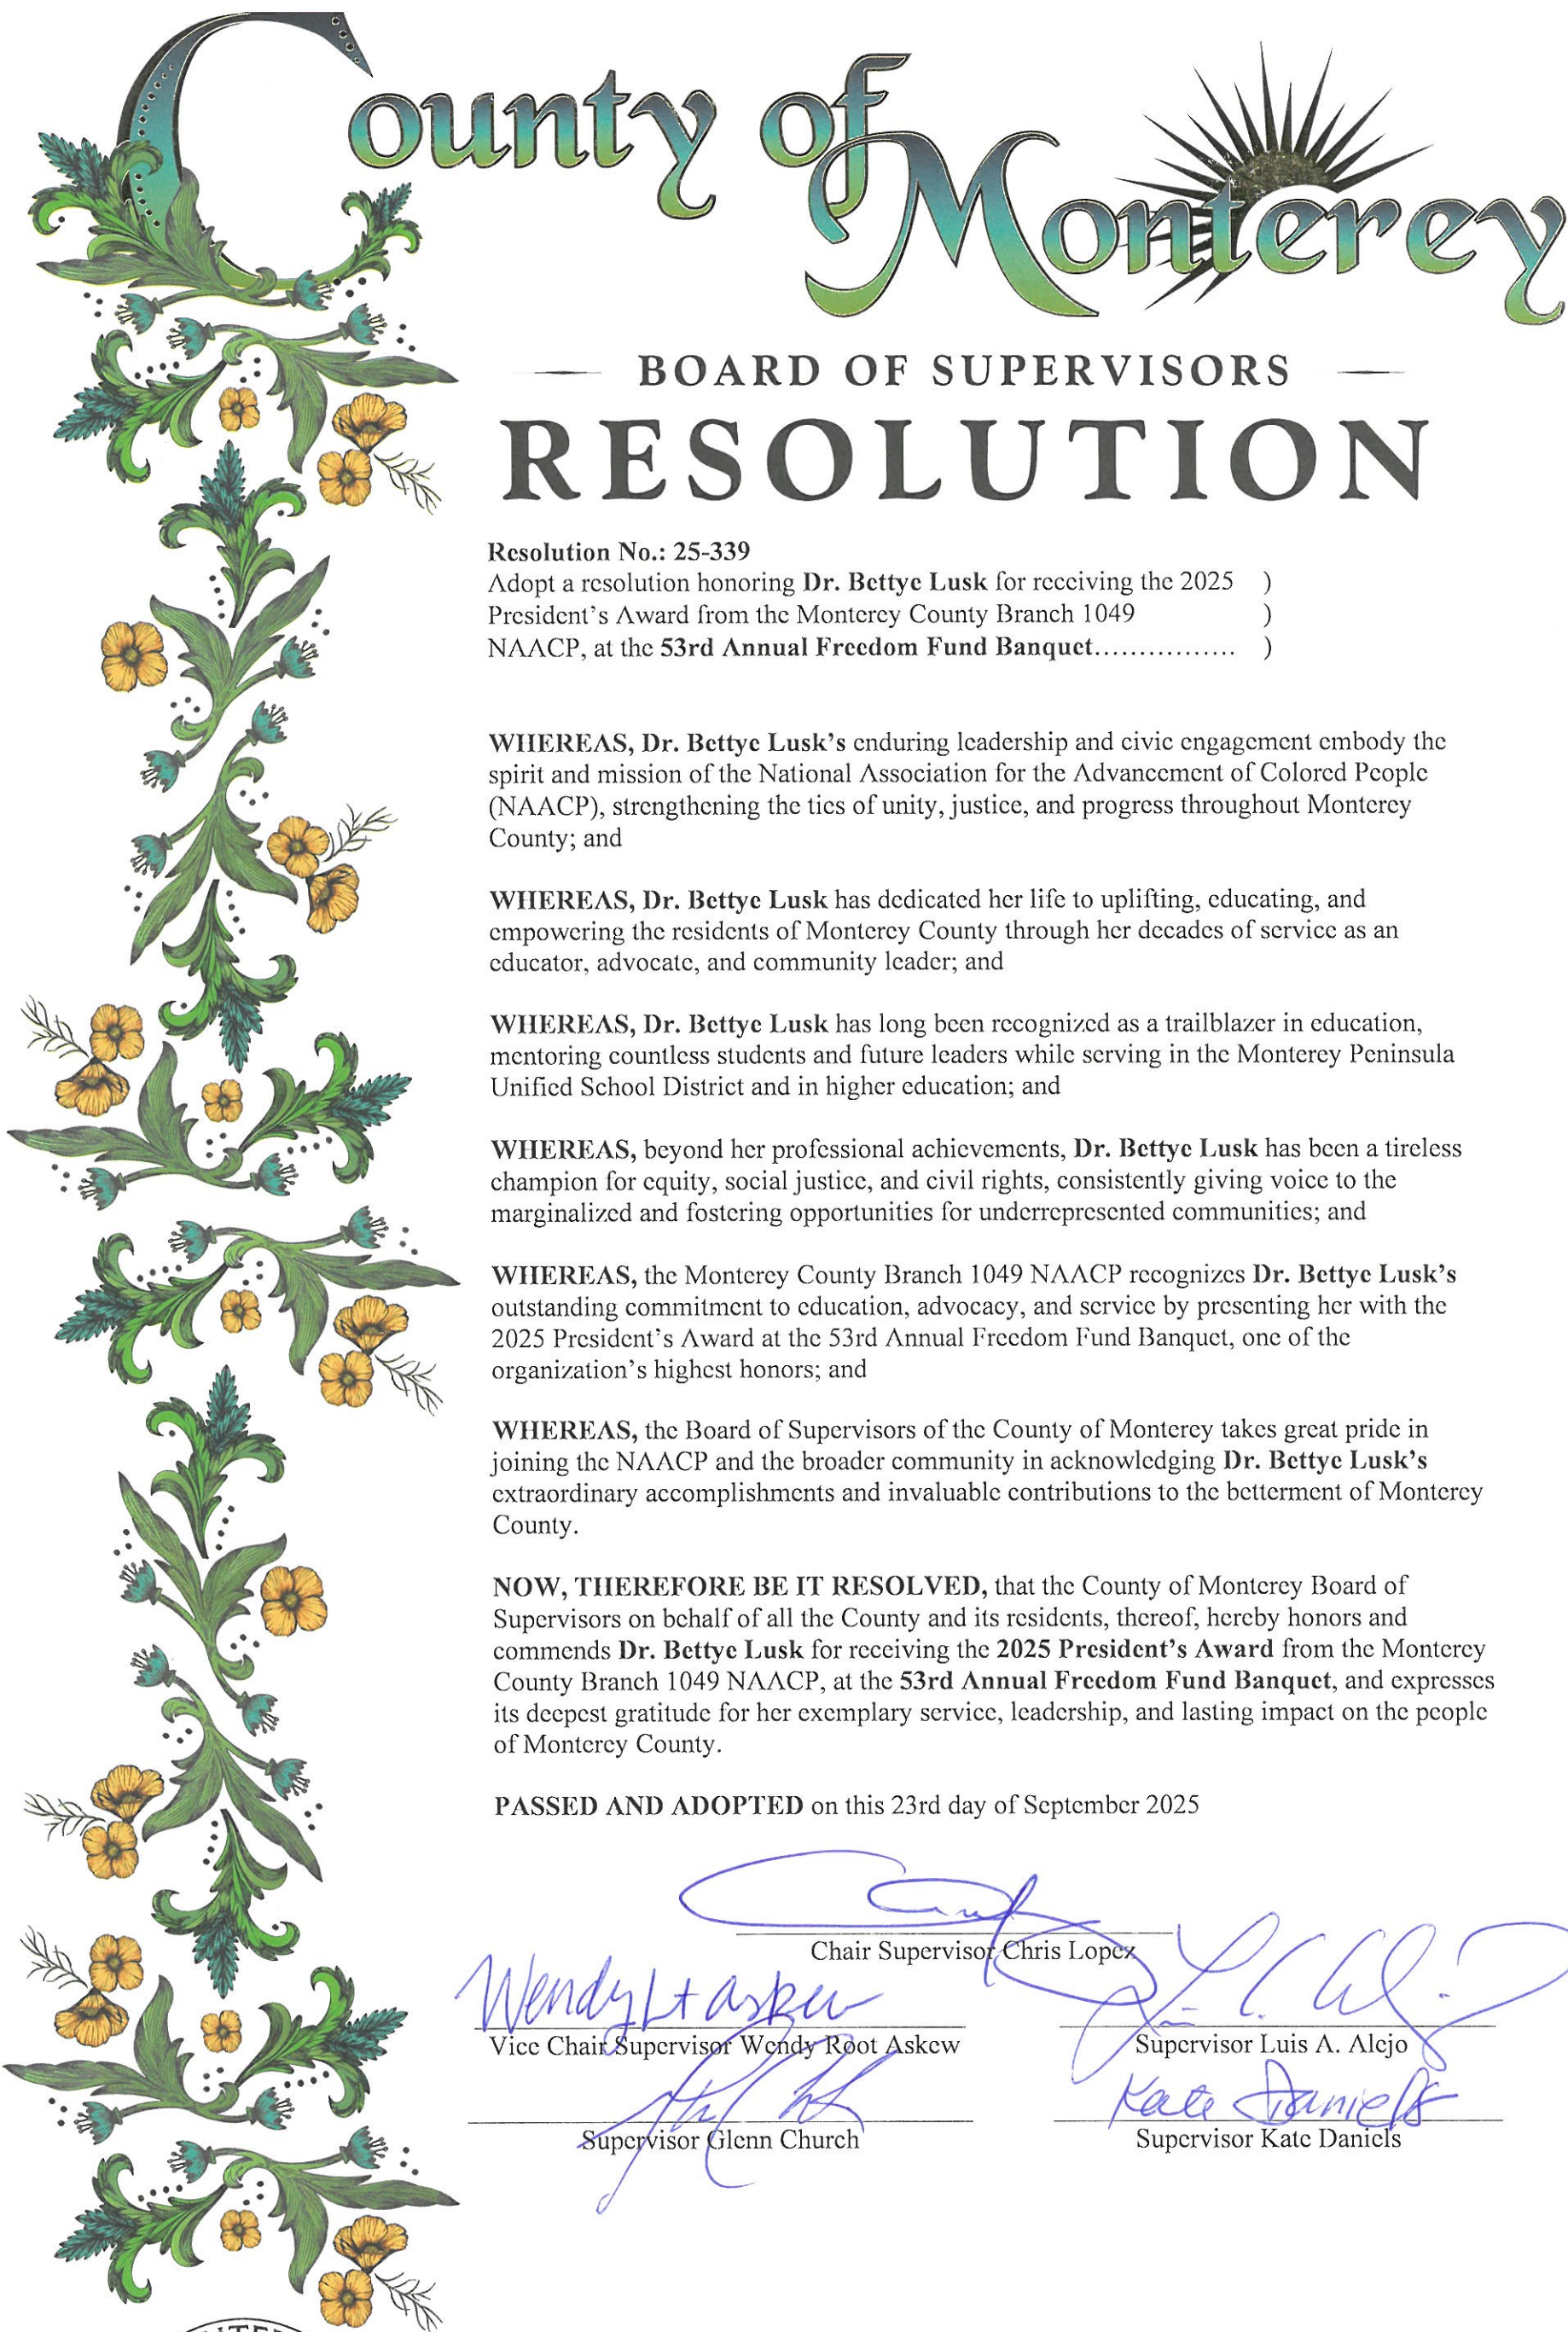 County of Monterey
BOARD OF SUPERVISORS
RESOLUTION
Resolution No.: 25-339
Adopt a resolution honoring Dr. Bettye Lusk for receiving the 2025 )
President's Award from the Monterey County Branch 1049 )
NAACP, at the 53rd Annual Freedom Fund Banquet................ )
WHEREAS, Dr. Bettye Lusk's enduring leadership and civic engagement embody the
spirit and mission of the National Association for the Advancement of Colored People
(NAACP), strengthening the ties of unity, justice, and progress throughout Monterey
County; and
WHEREAS, Dr. Bettye Lusk has dedicated her life to uplifting, educating, and
empowering the residents of Monterey County through her decades of service as an
educator, advocate, and community leader; and
WHEREAS, Dr. Bettye Lusk has long been recognized as a trailblazer in education,
mentoring countless students and future leaders while serving in the Monterey Peninsula
Unified School District and in higher education; and
WHEREAS, beyond her professional achievements, Dr. Bettye Lusk has been a tireless
champion for equity, social justice, and civil rights, consistently giving voice to the
marginalized and fostering opportunities for underrepresented communities; and
WHEREAS, the Monterey County Branch 1049 NAACP recognizes Dr. Bettye Lusk's
outstanding commitment to education, advocacy, and service by presenting her with the
2025 President's Award at the 53rd Annual Freedom Fund Banquet, one of the
organization's highest honors; and
WHEREAS, the Board of Supervisors of the County of Monterey takes great pride in
joining the NAACP and the broader community in acknowledging Dr. Bettye Lusk's
extraordinary accomplishments and invaluable contributions to the betterment of Monterey
County.
NOW, THEREFORE BE IT RESOLVED, that the County of Monterey Board of
Supervisors on behalf of all the County and its residents, thereof, hereby honors and
commends Dr. Bettye Lusk for receiving the 2025 President's Award from the Monterey
County Branch 1049 NAACP, at the 53rd Annual Freedom Fund Banquet, and expresses
its deepest gratitude for her exemplary service, leadership, and lasting impact on the people
of Monterey County.
PASSED AND ADOPTED on this 23rd day of September 2025
Chair Supervisor Chris Lopez
Wendy Rt Askew
Vice Chair Supervisor Wendy Root Askew
Supervisor Luis A. Alejo
Kate Daniels
Supervisor Glenn Church
Supervisor Kate Daniels